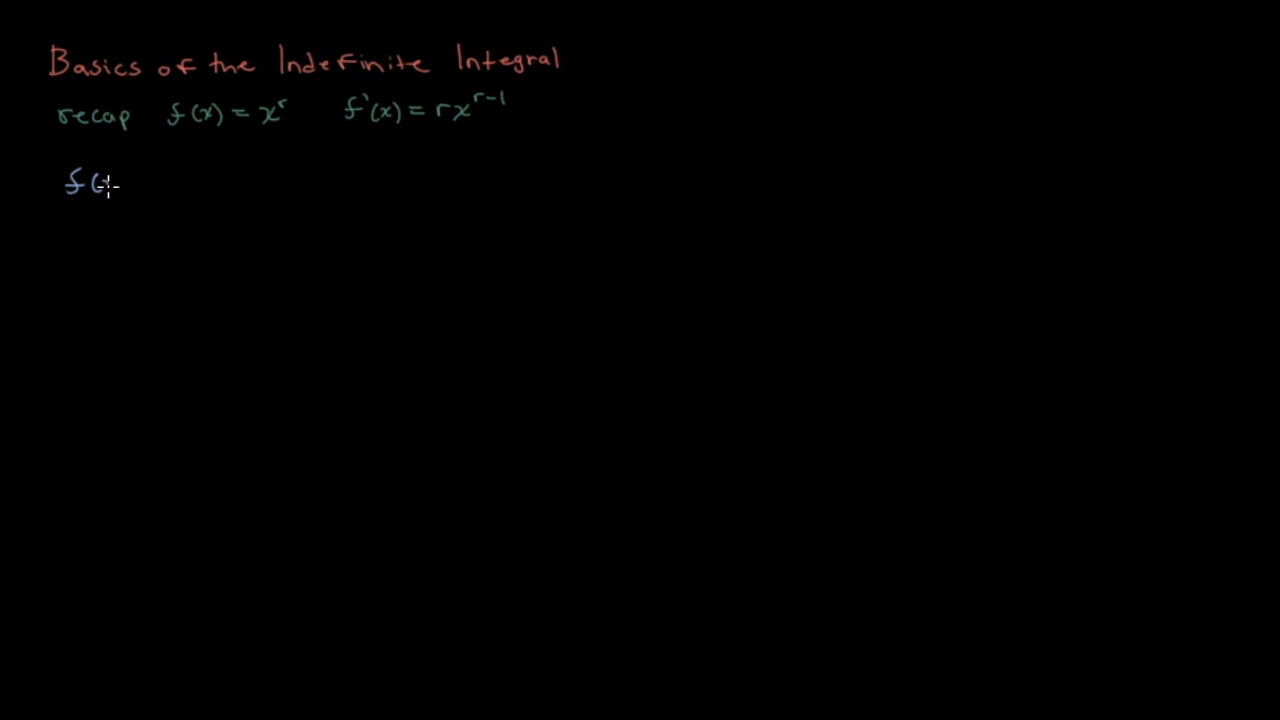 Basics of the Indefinite Integral
recap f(x) = x^r f'(x) = rx^{r-1}
f(